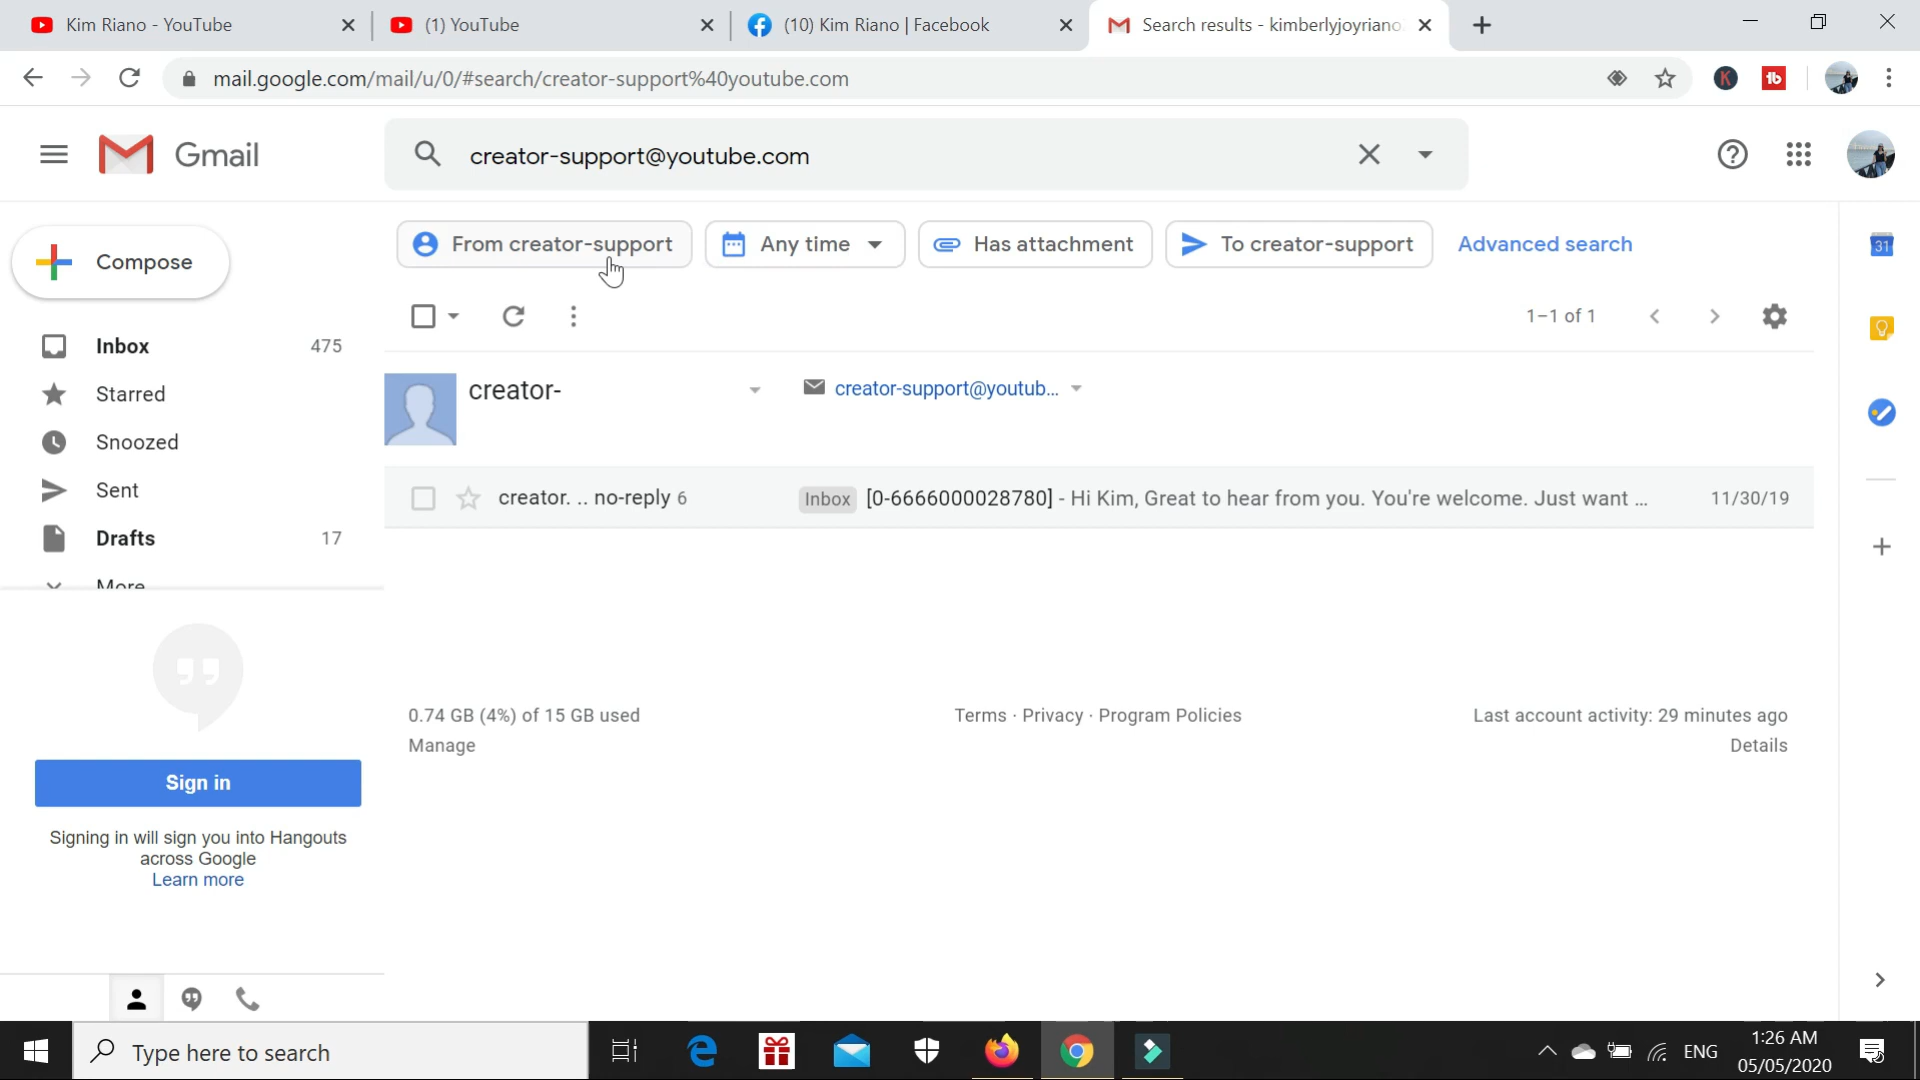 Kim Riano - YouTube
(1) YouTube
(10) Kim Riano | Facebook
Search results - kimberlyjoyriano
mail.google.com/mail/u/0/#search/creator-support%40youtube.com
K
tb
Gmail
creator-support@youtube.com
Compose
From creator-support
Any time
Has attachment
To creator-support
Advanced search
31
1–1 of 1
Inbox 475
Starred
Snoozed
Sent
Drafts 17
More
creator-
creator-support@youtub...
creator. .. no-reply 6
Inbox
[0-6666000028780] - Hi Kim, Great to hear from you. You're welcome. Just want ...
11/30/19
0.74 GB (4%) of 15 GB used
Manage
Terms · Privacy · Program Policies
Last account activity: 29 minutes ago
Details
Sign in
Signing in will sign you into Hangouts
across Google
Learn more
Type here to search
ENG
1:26 AM
05/05/2020